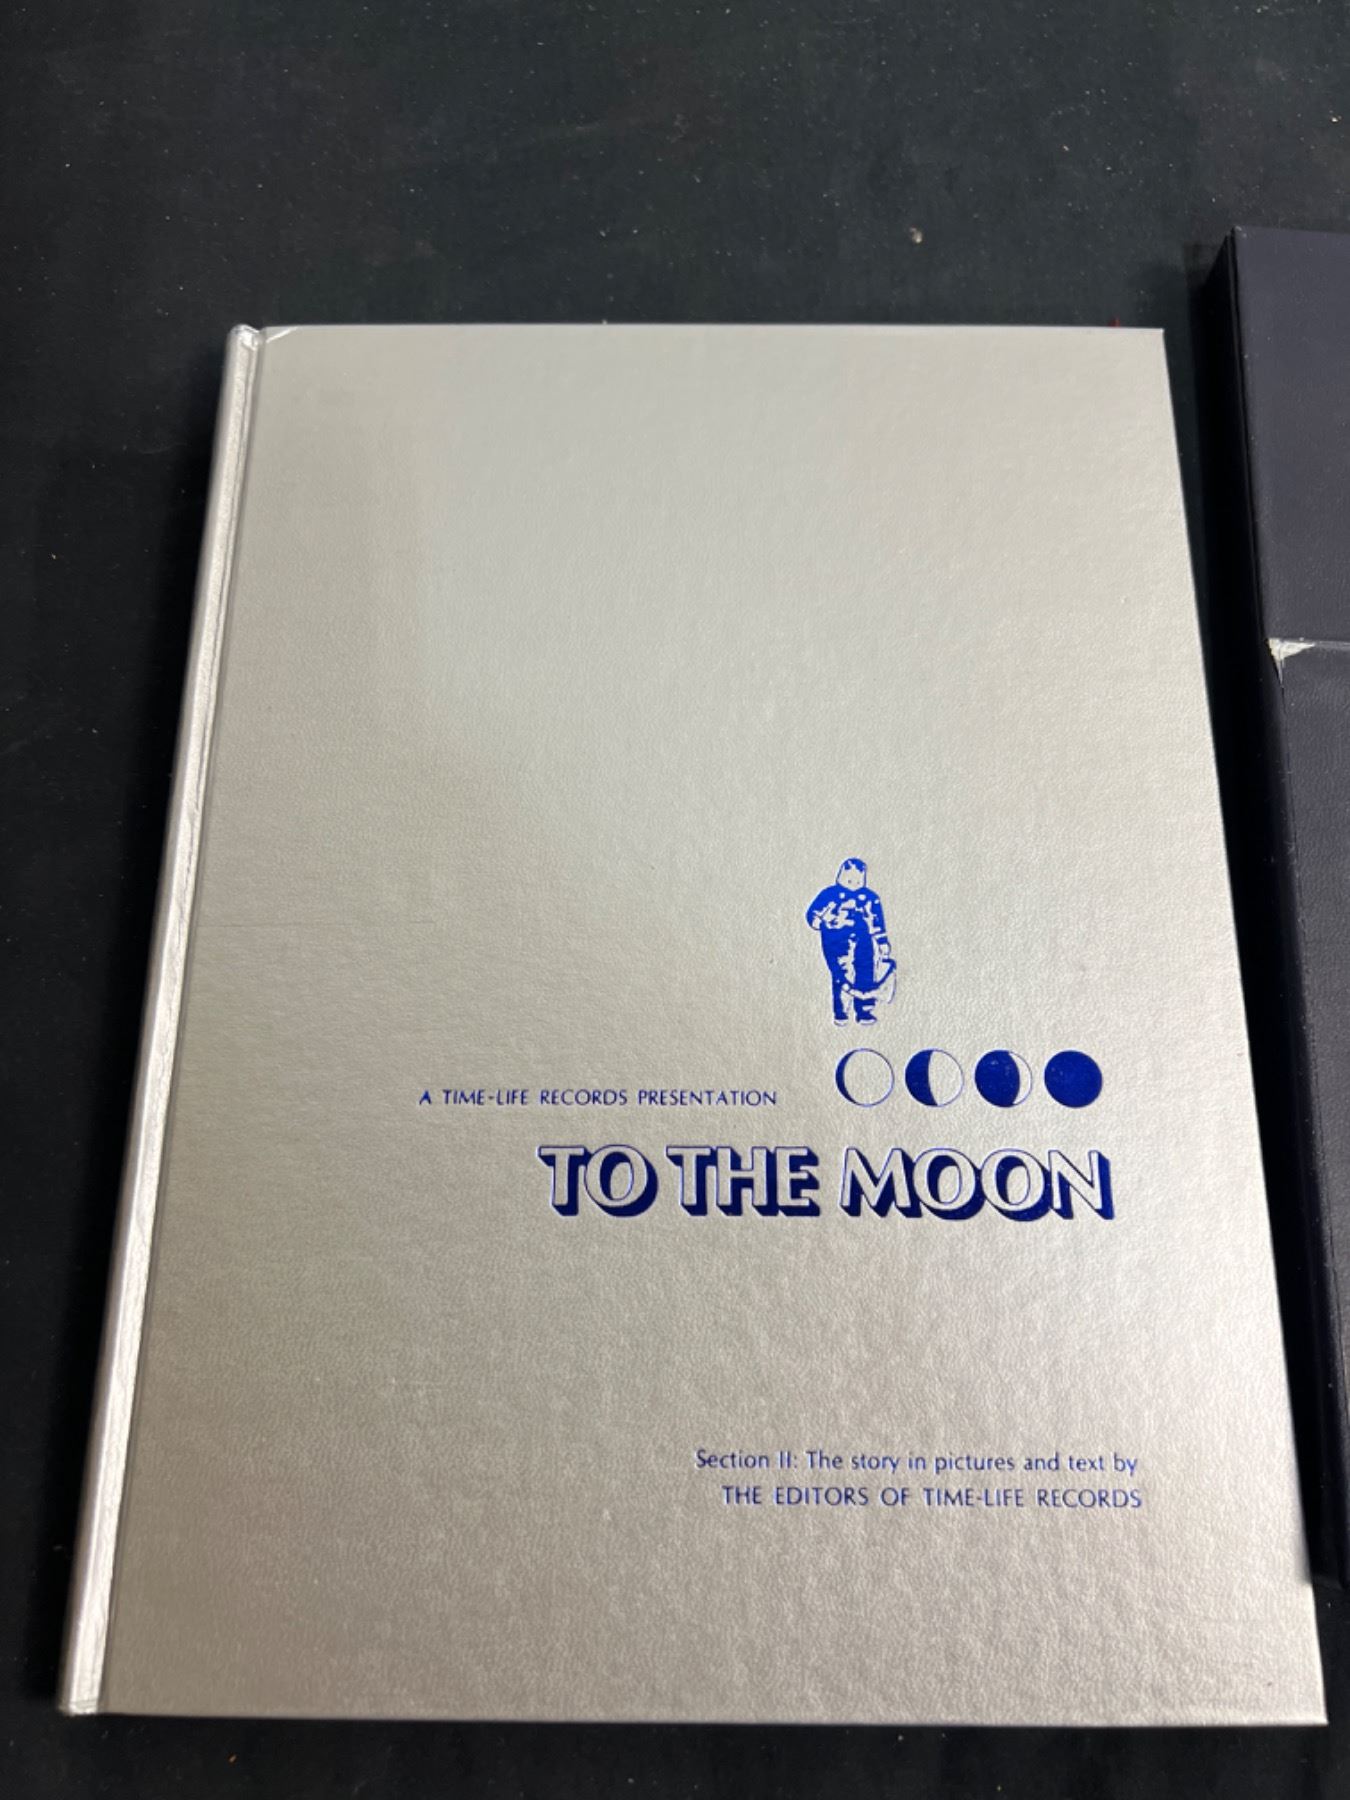 A TIME-LIFE RECORDS PRESENTATION
TO THE MOON
Section II: The story in pictures and text by
THE EDITORS OF TIME-LIFE RECORDS